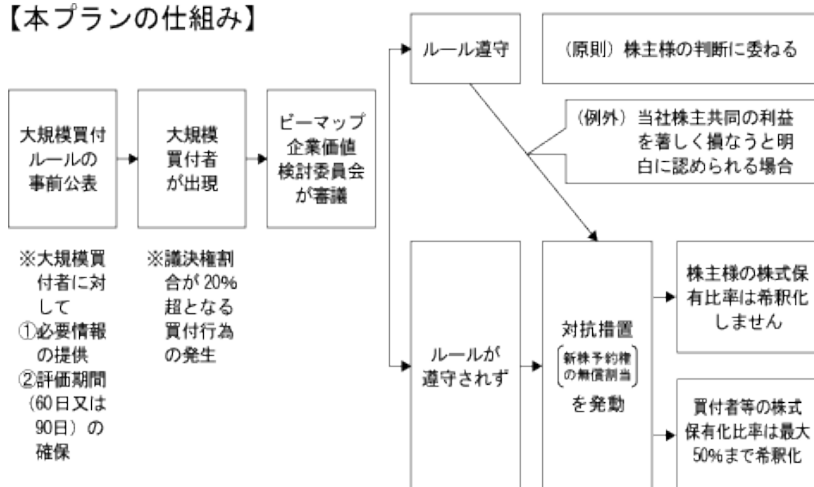 【本プランの仕組み】
大規模買付
ルールの
事前公表
大規模
買付者
が出現
ビーマップ
企業価値
検討委員会
が審議
※大規模買
付者に対
して
①必要情報
の提供
②評価期間
（60日又は
90日）の
確保
※議決権割
合が20%
超となる
買付行為
の発生
ルール遵守
（原則）株主様の判断に委ねる
（例外）当社株主共同の利益
を著しく損なうと明
白に認められる場合
ルールが
遵守されず
対抗措置
新株予約権
の無償割当
を発動
株主様の株式保
有比率は希釈化
しません
買付者等の株式
保有化比率は最大
50%まで希釈化